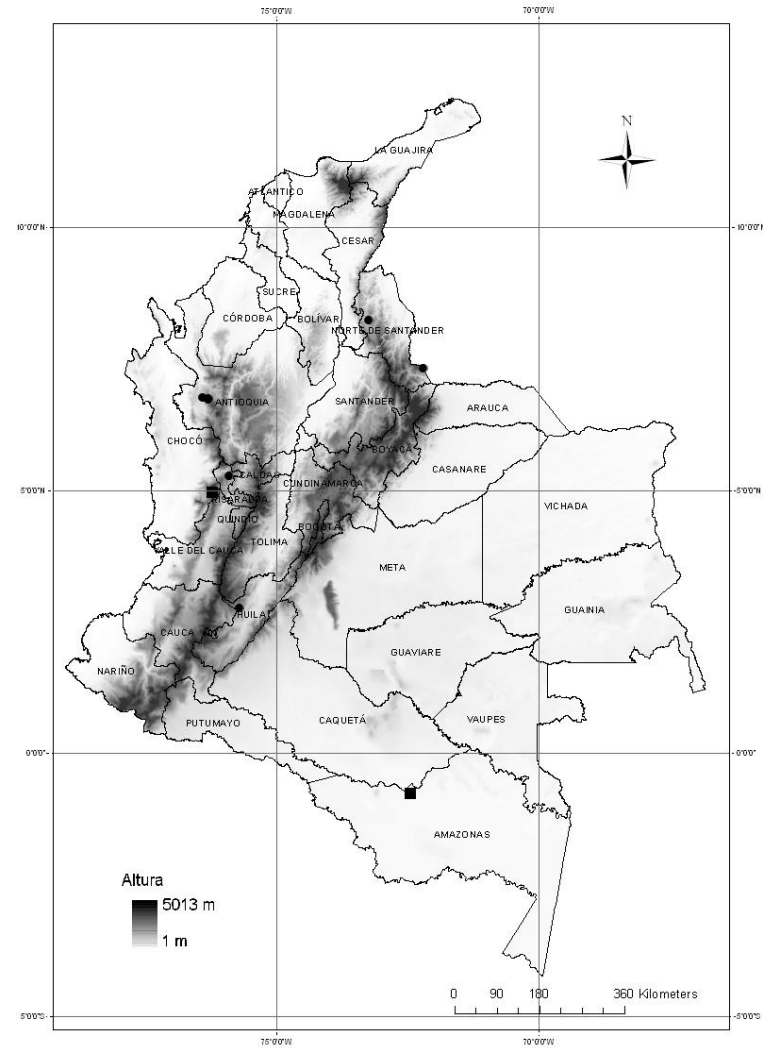 75°0'0"W 70°0'0"W
N
LA GUAJIRA
ATLANTICO
MAGDALENA
10°0'0"N CESAR 10°0'0"N
SUCRE
CÓRDOBA BOLÍVAR
NORTE DE SANTANDER
ANTIOQUIA SANTANDER ARAUCA
CHOCÓ
BOYACÁ
CASANARE
CALDAS
CUNDINAMARCA
5°0'0"N RISARALDA 5°0'0"N
VICHADA
QUINDIO
BOGOTÁ
TOLIMA
VALLE DEL CAUCA
META
GUAINIA
HUILA
CAUCA
GUAVIARE
NARIÑO
PUTUMAYO CAQUETÁ VAUPES
0°0'0" 0°0'0"
AMAZONAS
Altura
5013 m
1 m
0 90 180 360 Kilometers
5°0'0"S 5°0'0"S
75°0'0"W 70°0'0"W